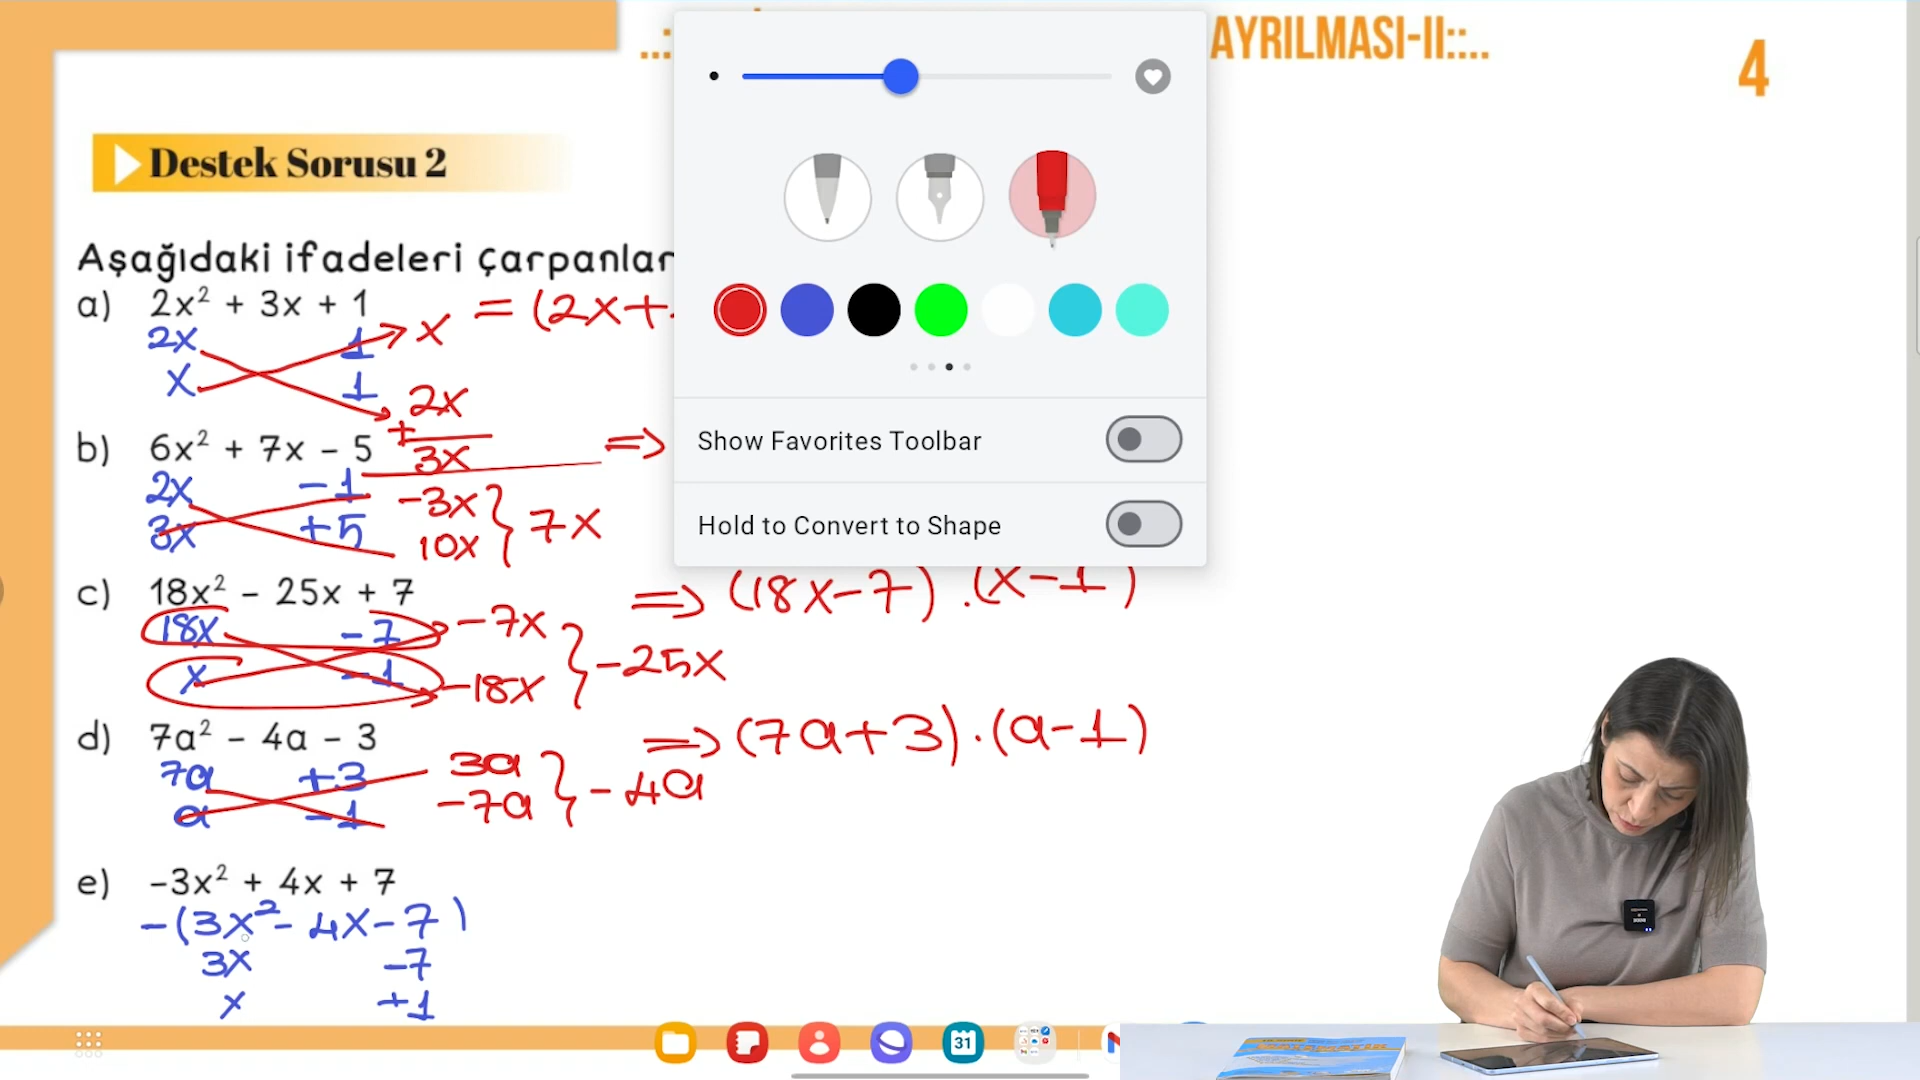 AYRILMASI-II::..
4
Destek Sorusu 2
Aşağıdaki ifadeleri çarpanlar
a) 2x² + 3x + 1 = (2x+
2x 1 x
x 1 2x
+
3x
b) 6x² + 7x - 5 ⇒
2x -1 -3x
3x +5 10x } 7x
c) 18x² - 25x + 7 ⇒ (18x-7).(x-1)
18x -7 -7x
x -1 -18x } -25x
d) 7a² - 4a - 3 ⇒ (7a+3).(a-1)
7a +3 3a
a -1 -7a } -4a
e) -3x² + 4x + 7
-(3x² - 4x - 7)
3x -7
x +1
Show Favorites Toolbar
Hold to Convert to Shape
31